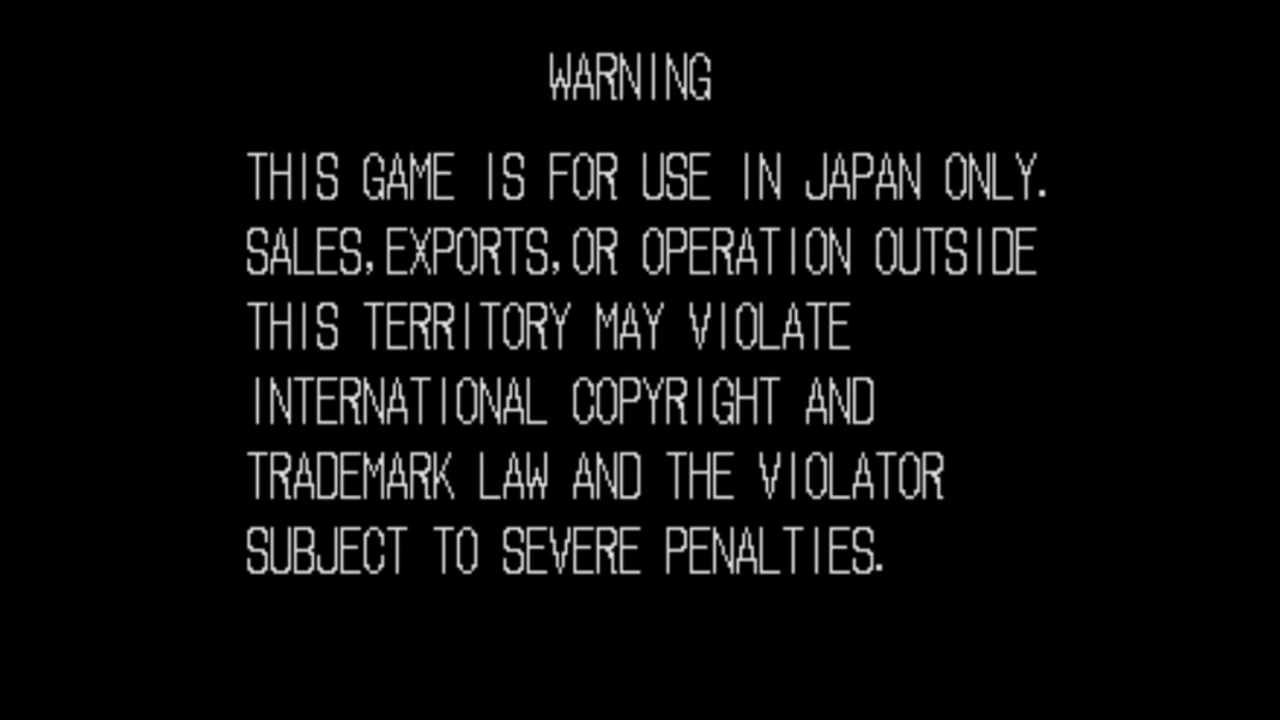 WARNING
THIS GAME IS FOR USE IN JAPAN ONLY.
SALES,EXPORTS,OR OPERATION OUTSIDE
THIS TERRITORY MAY VIOLATE
INTERNATIONAL COPYRIGHT AND
TRADEMARK LAW AND THE VIOLATOR
SUBJECT TO SEVERE PENALTIES.